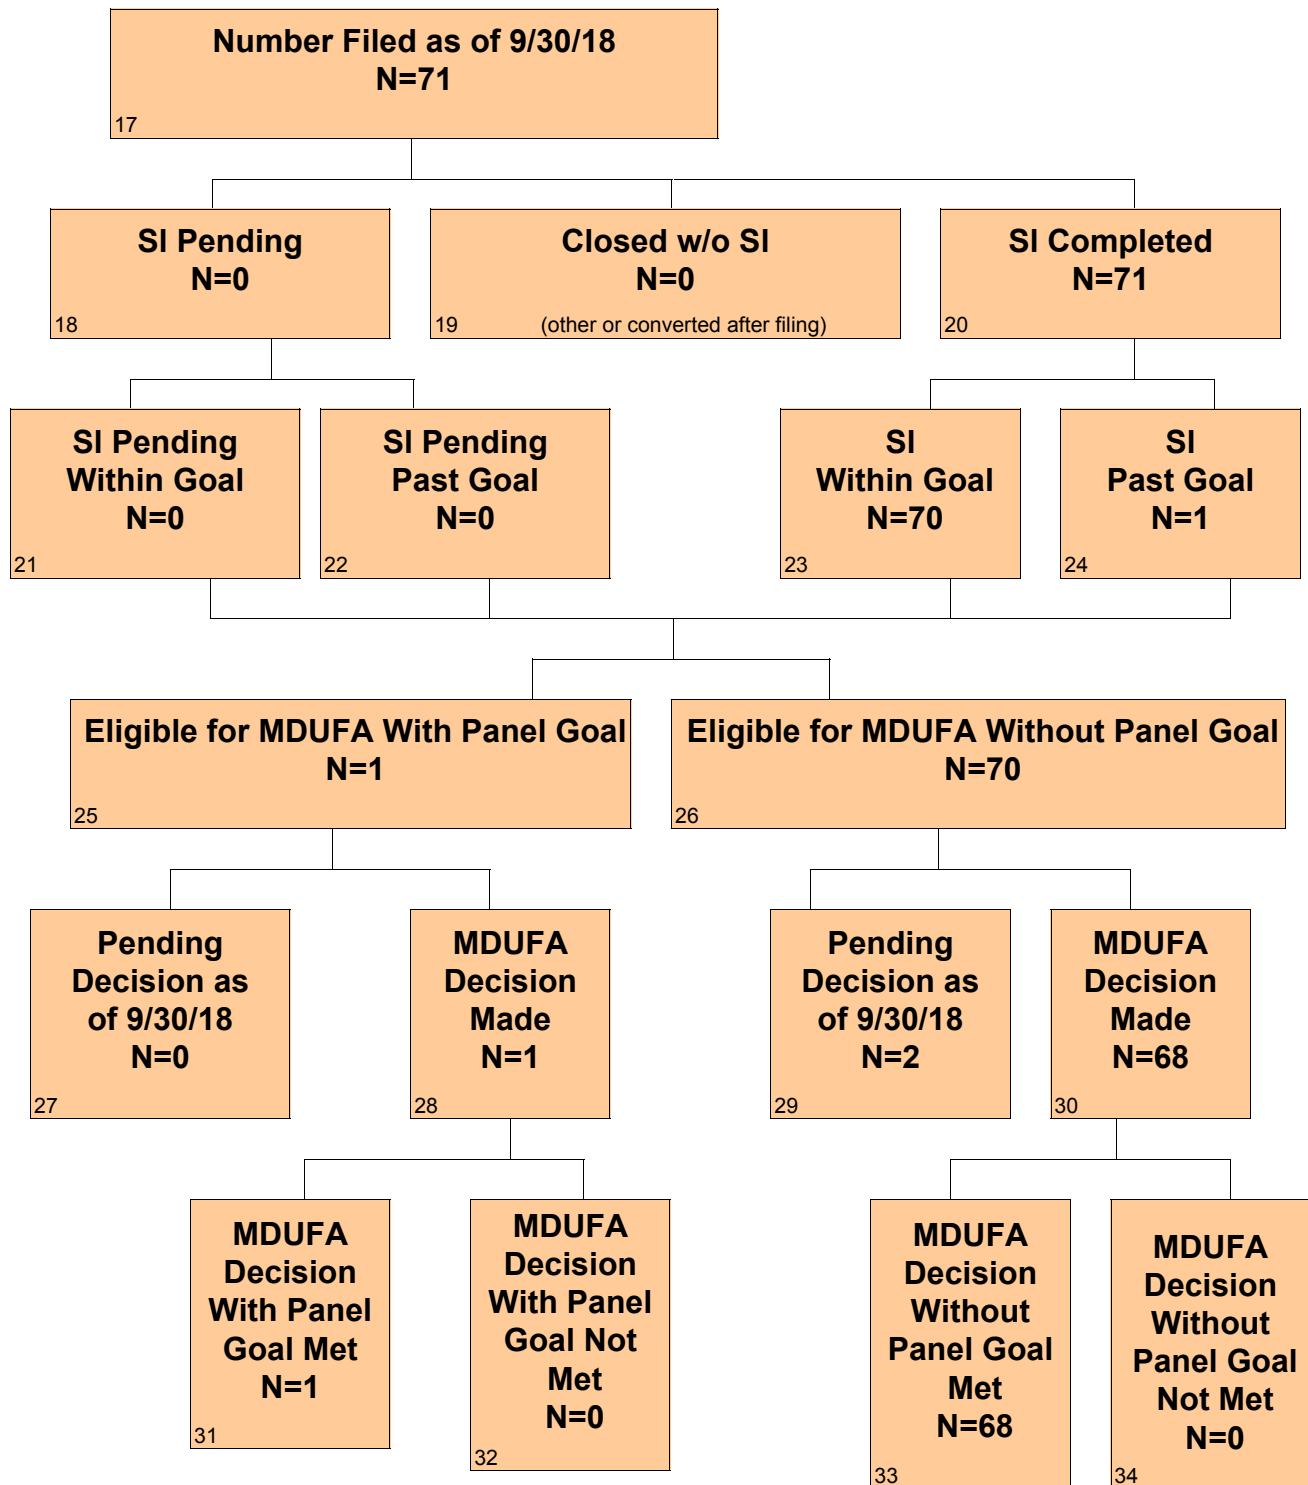 Number Filed as of 9/30/18
N=71
17
SI Pending
N=0
18
Closed w/o SI
N=0
19
(other or converted after filing)
SI Completed
N=71
20
SI Pending
Within Goal
N=0
21
SI Pending
Past Goal
N=0
22
SI
Within Goal
N=70
23
SI
Past Goal
N=1
24
Eligible for MDUFA With Panel Goal
N=1
25
Eligible for MDUFA Without Panel Goal
N=70
26
Pending
Decision as
of 9/30/18
N=0
27
MDUFA
Decision
Made
N=1
28
Pending
Decision as
of 9/30/18
N=2
29
MDUFA
Decision
Made
N=68
30
MDUFA
Decision
With Panel
Goal Met
N=1
31
MDUFA
Decision
With Panel
Goal Not
Met
N=0
32
MDUFA
Decision
Without
Panel Goal
Met
N=68
33
MDUFA
Decision
Without
Panel Goal
Not Met
N=0
34